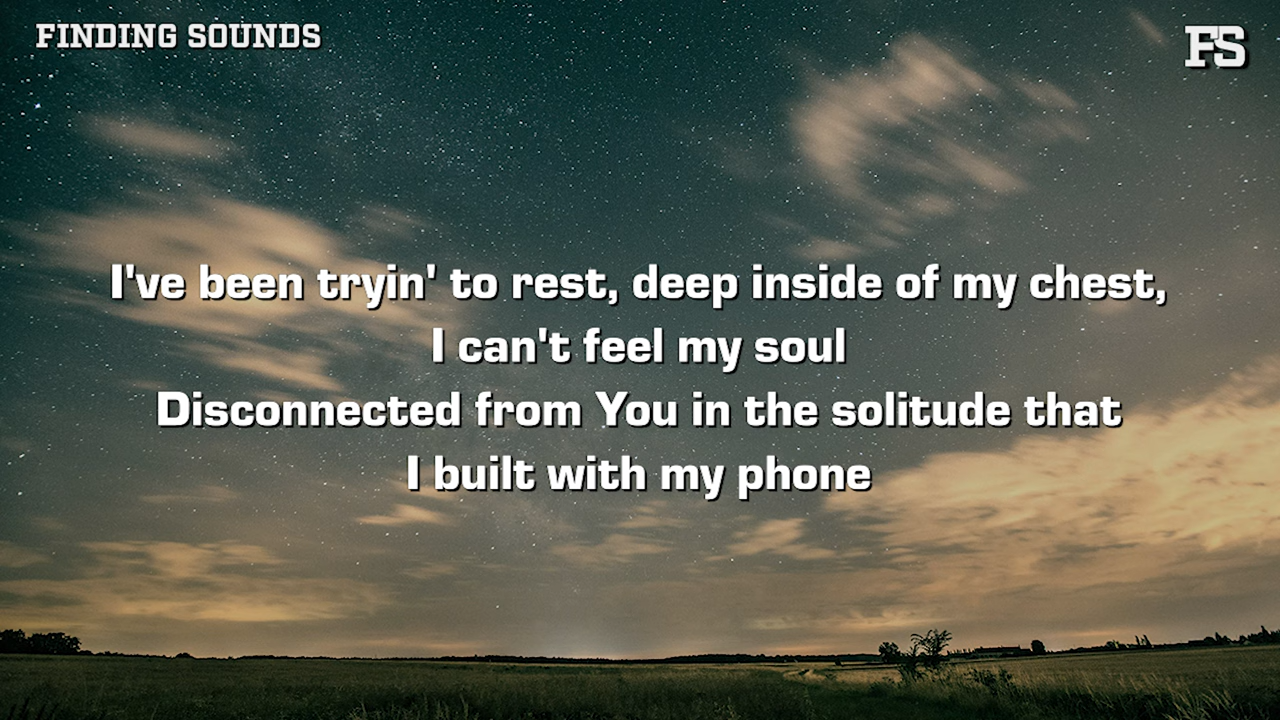 FINDING SOUNDS
FS
I've been tryin' to rest, deep inside of my chest,
I can't feel my soul
Disconnected from You in the solitude that
I built with my phone